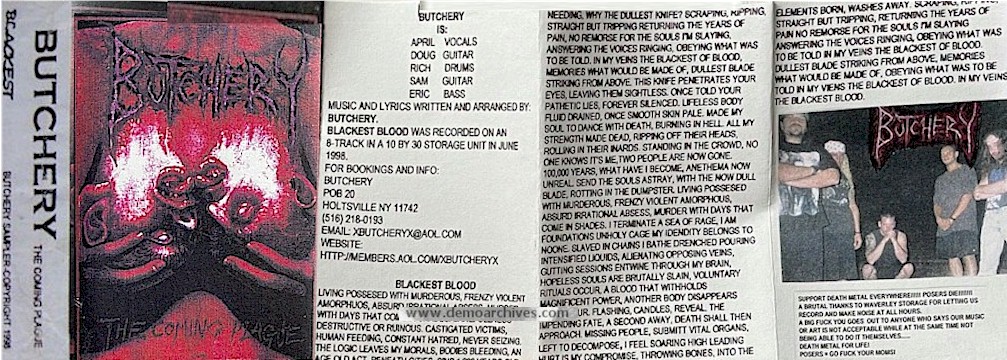 BLACKEST
BUTCHERY
THE COMING PLAGUE
BUTCHERY SAMPLER-COPYRIGHT 1998
BUTCHERY
THE COMING PLAGUE
BUTCHERY
IS:
APRIL VOCALS
DOUG GUITAR
RICH DRUMS
SAM GUITAR
ERIC BASS
MUSIC AND LYRICS WRITTEN AND ARRANGED BY:
BUTCHERY.
BLACKEST BLOOD WAS RECORDED ON AN
8-TRACK IN A 10 BY 30 STORAGE UNIT IN JUNE
1998.
FOR BOOKINGS AND INFO:
BUTCHERY
POB 20
HOLTSVILLE NY 11742
(516) 218-0193
EMAIL: XBUTCHERYX@AOL.COM
WEBSITE:
HTTP://MEMBERS.AOL.COM/XBUTCHERYX
BLACKEST BLOOD
LIVING POSSESED WITH MURDEROUS, FRENZY VIOLENT
AMORPHUOS, ABSURD IRRATIONAL
WITH DAYS THAT
DESTRUCTIVE OR RUINOUS. CASTIGATED VICTIMS,
HUMAN FEEDING, CONSTANT HATRED, NEVER SEIZING.
THE LOGIC LEAVES MY MORALS, BODIES BLEEDING, AN
NEEDING, WHY THE DULLEST KNIFE? SCRAPING, RIPPING,
STRAIGHT BUT TRIPPING RETURNING THE YEARS OF
PAIN, NO REMORSE FOR THE SOULS I'M SLAYING
ANSWERING THE VOICES RINGING, OBEYING WHAT WAS
TO BE TOLD. IN MY VEINS THE BLACKEST OF BLOOD,
MEMORIES WHAT WOULD BE MADE OF, DULLEST BLADE
STRIKING FROM ABOVE. THIS KNIFE PENETRATES YOUR
EYES, LEAVING THEM SIGHTLESS. ONCE TOLD YOUR
PATHETIC LIES, FOREVER SILENCED. LIFELESS BODY
FLUID DRAINED, ONCE SMOOTH SKIN PALE. MADE MY
SOUL TO DANCE WITH DEATH, BURNING IN HELL. ALL MY
STRENGTH MADE DEAD, RIPPING OFF THEIR HEADS,
ROLLING IN THEIR INARDS. STANDING IN THE CROWD, NO
ONE KNOWS IT'S ME,TWO PEOPLE ARE NOW GONE.
100,000 YEARS, WHAT HAVE I BECOME, ANETHEMA NOW
UNREAL. SEND THE SOULS ASTRAY, WITH THE NOW DULL
BLADE, ROTTING IN THE DUMPSTER. LIVING POSSESED
WITH MURDEROUS, FRENZY VIOLENT AMORPHOUS,
ABSURD IRRATIONAL ABSESS, MURDER WITH DAYS THAT
COME IN SHADES. I TERMINATE A SEA OF RAGE, I AM
FOUNDATIONS UNHOLY CAGE MY IDENDITY BELONGS TO
NOONE. SLAVED IN CHAINS I BATHE DRENCHED POURING
INTENSIFIED LIQUIDS, ALIENATING OPPOSING VEINS,
GUTTING SESSIONS ENTWINE THROUGH MY BRAIN,
HOPELESS SOULS ARE BRUTALLY SLAIN, VOLUNTARY
RITUALS OCCUR. A BLOOD THAT WITHHOLDS
MAGNIFICENT POWER, ANOTHER BODY DISAPPEARS
UR. FLASHING, CANDLES, REVEAL THE
IMPENDING FATE, A SECOND AWAY, DEATH SHALL THEN
APPROACH. MISSING PEOPLE, SUBMITT VITAL ORGANS,
LEFT TO DECOMPOSE, I FEEL SOARING HIGH LEADING
HURT IS MY COMPROMISE, THROWING BONES, INTO THE
ELEMENTS BORN, WASHES AWAY. SCRAPING,
STRAIGHT BUT TRIPPING, RETURNING THE YEARS OF
PAIN NO REMORSE FOR THE SOULS I'M SLAYING
ANSWERING THE VOICES RINGING, OBEYING WHAT WAS
TO BE TOLD IN MY VEINS THE BLACKEST OF BLOOD.
DULLEST BLADE STRIKING FROM ABOVE, MEMORIES OF
WHAT WOULD BE MADE OF, OBEYING WHAT WAS TO BE
TOLD IN MY VIENS THE BLACKEST OF BLOOD. IN MY VEINS
THE BLACKEST BLOOD.
BUTCHERY
SUPPORT DEATH METAL EVERYWHERE!!!!! POSERS DIE!!!!!!!
A BRUTAL THANKS TO WAVERLEY STORAGE FOR LETTING US
RECORD AND MAKE NOISE AT ALL HOURS.
A BIG FUCK YOU GOES OUT TO ANYONE WHO SAYS OUR MUSIC
OR ART IS NOT ACCEPTABLE WHILE AT THE SAME TIME NOT
BEING ABLE TO DO IT THEMSELVES......
DEATH METAL FOR LIFE!
POSERS = GO FUCK YOUR MOMS!
www.demoarchives.com